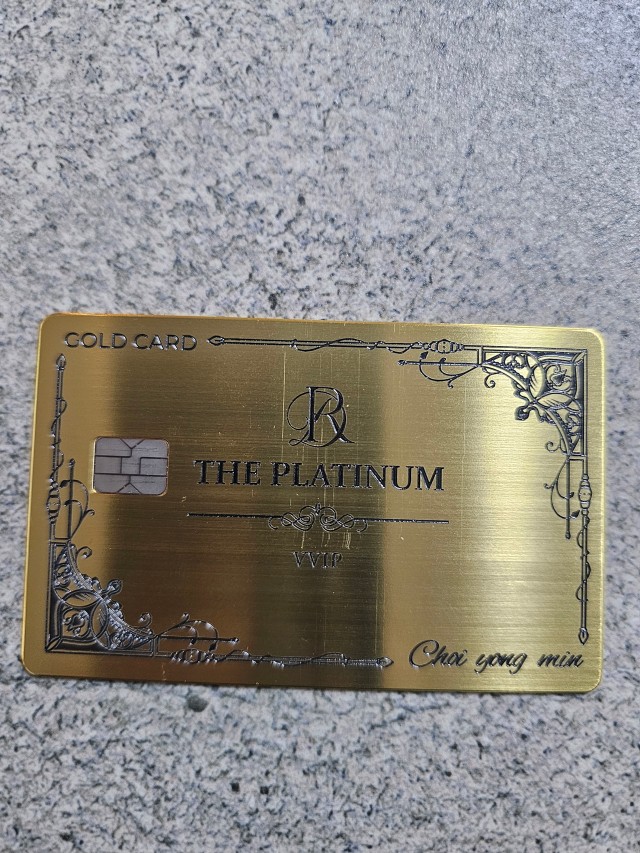 GOLD CARD
R
THE PLATINUM
VVIP
Choi yong min